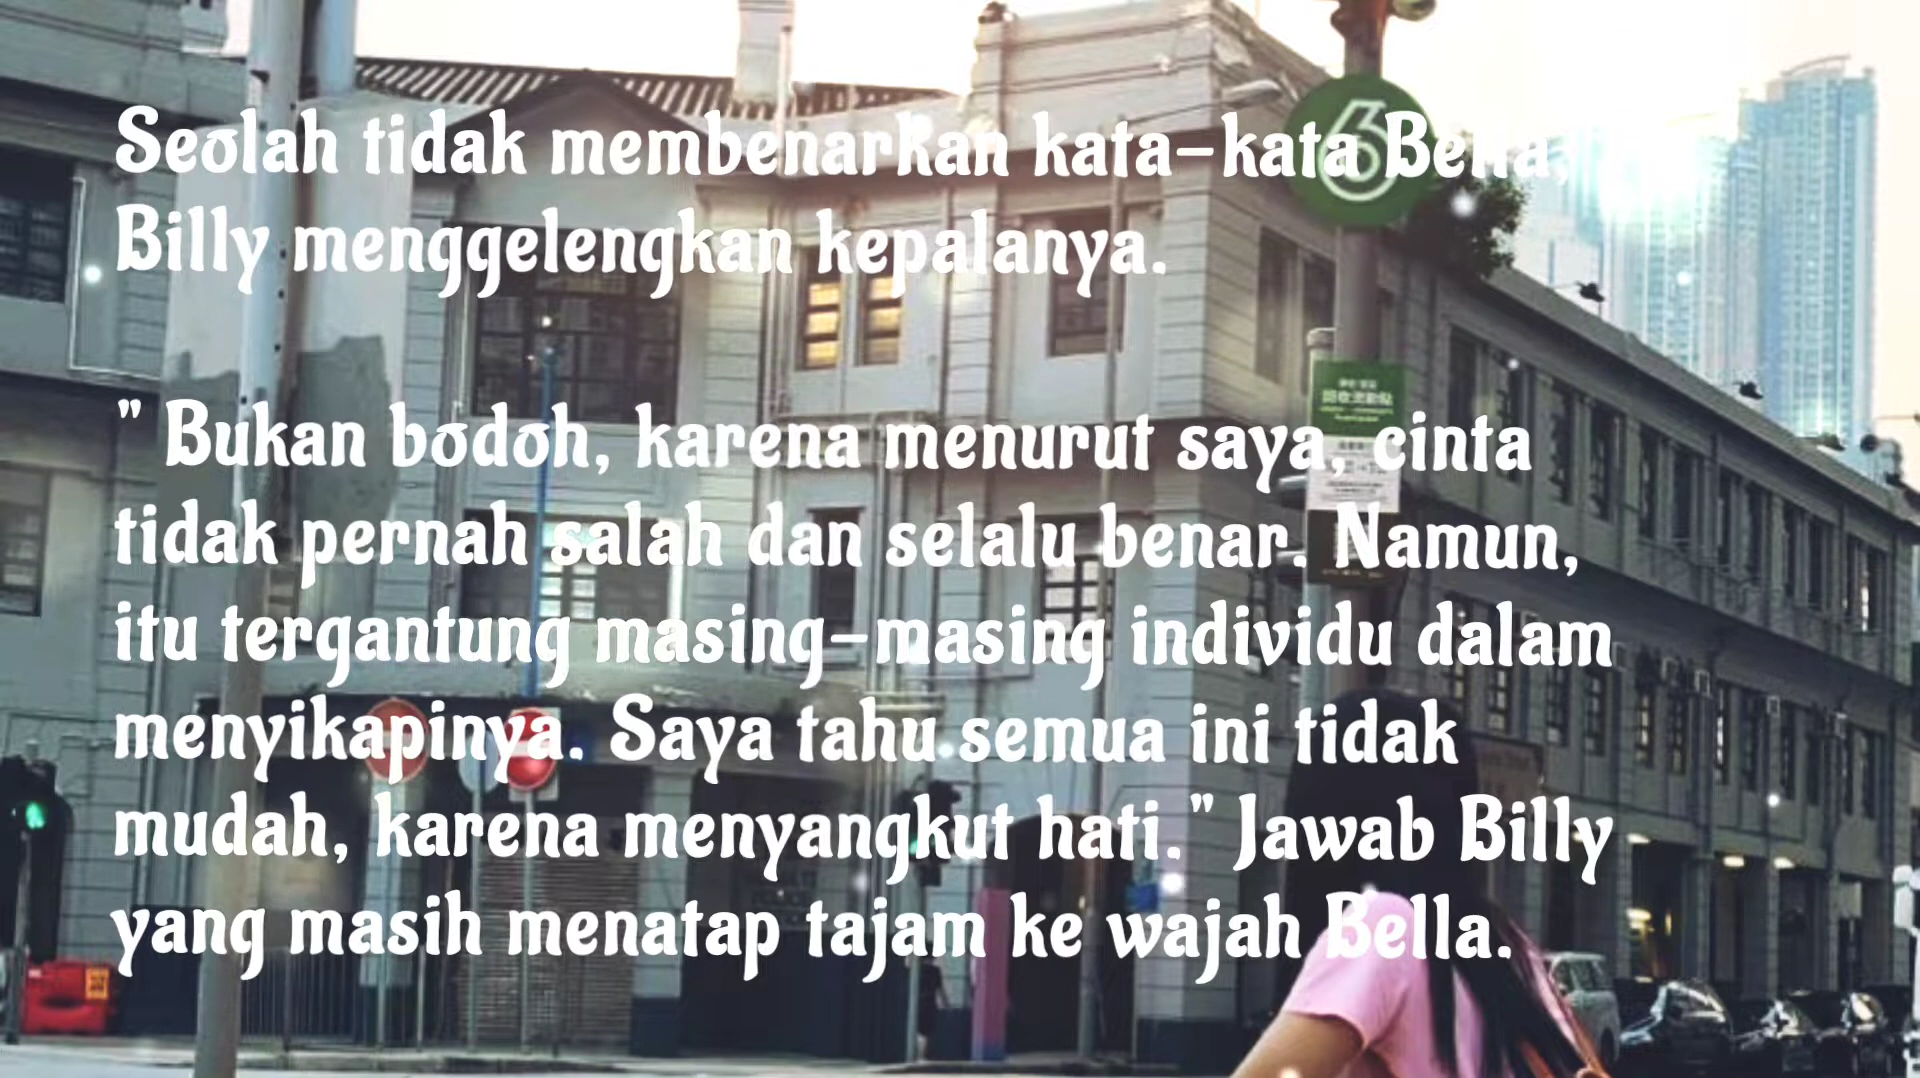 Seolah tidak membenarkan kata-kata Bella,
Billy menggelengkan kepalanya.
" Bukan bodoh, karena menurut saya, cinta
tidak pernah salah dan selalu benar. Namun,
itu tergantung masing-masing individu dalam
menyikapinya. Saya tahu semua ini tidak
mudah, karena menyangkut hati." Jawab Billy
yang masih menatap tajam ke wajah Bella.